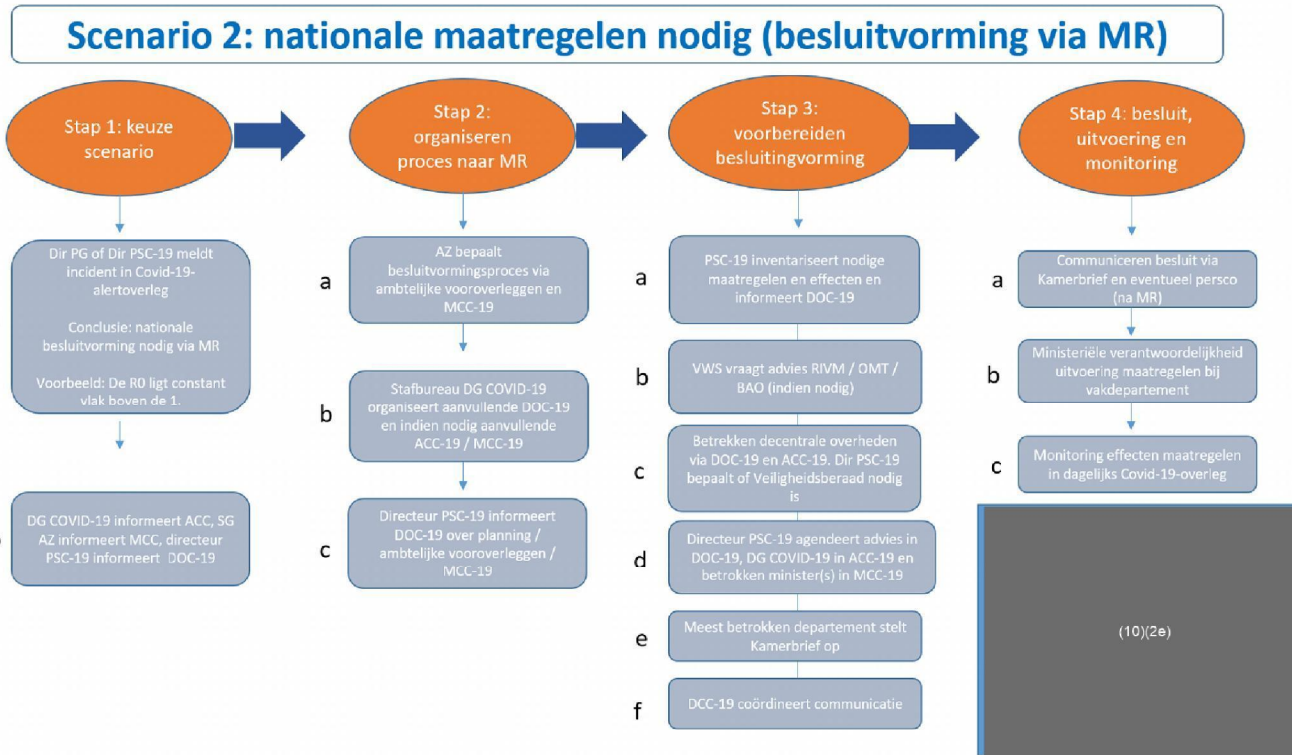 Scenario 2: nationale maatregelen nodig (besluitvorming via MR)
Stap 1: keuze
scenario
Dir PG of Dir PSC-19 meldt
incident in Covid-19-
alertoverleg
Conclusie: nationale
besluitvorming nodig via MR
Voorbeeld: De R0 ligt constant
vlak boven de 1.
DG COVID-19 informeert ACC, SG
AZ informeert MCC, directeur
PSC-19 informeert DOC-19
Stap 2:
organiseren
proces naar MR
a
AZ bepaalt
besluitvormingsproces via
ambtelijke vooroverleggen en
MCC-19
b
Stafbureau DG COVID-19
organiseert aanvullende DOC-19
en indien nodig aanvullende
ACC-19 / MCC-19
c
Directeur PSC-19 informeert
DOC-19 over planning /
ambtelijke vooroverleggen /
MCC-19
Stap 3:
voorbereiden
besluitingvorming
a
PSC-19 inventariseert nodige
maatregelen en effecten en
informeert DOC-19
b
VWS vraagt advies RIVM / OMT /
BAO (indien nodig)
c
Betrekken decentrale overheden
via DOC-19 en ACC-19. Dir PSC-19
bepaalt of Veiligheidsberaad nodig
is
d
Directeur PSC-19 agendeert advies in
DOC-19, DG COVID-19 in ACC-19 en
betrokken minister(s) in MCC-19
e
Meest betrokken departement stelt
Kamerbrief op
f
DCC-19 coördineert communicatie
Stap 4: besluit,
uitvoering en
monitoring
a
Communiceren besluit via
Kamerbrief en eventueel persco
(na MR)
b
Ministeriële verantwoordelijkheid
uitvoering maatregelen bij
vakdepartement
c
Monitoring effecten maatregelen
in dagelijks Covid-19-overleg
(10)(2e)